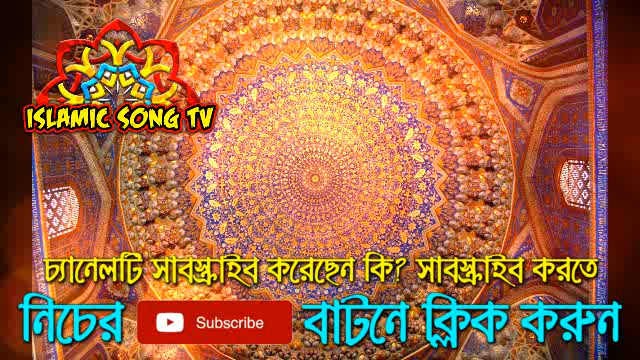 ISLAMIC SONG TV
চ্যানেলটি সাবস্ক্রাইব করেছেন কি? সাবস্ক্রাইব করতে
নিচের Subscribe বাটনে ক্লিক করুন